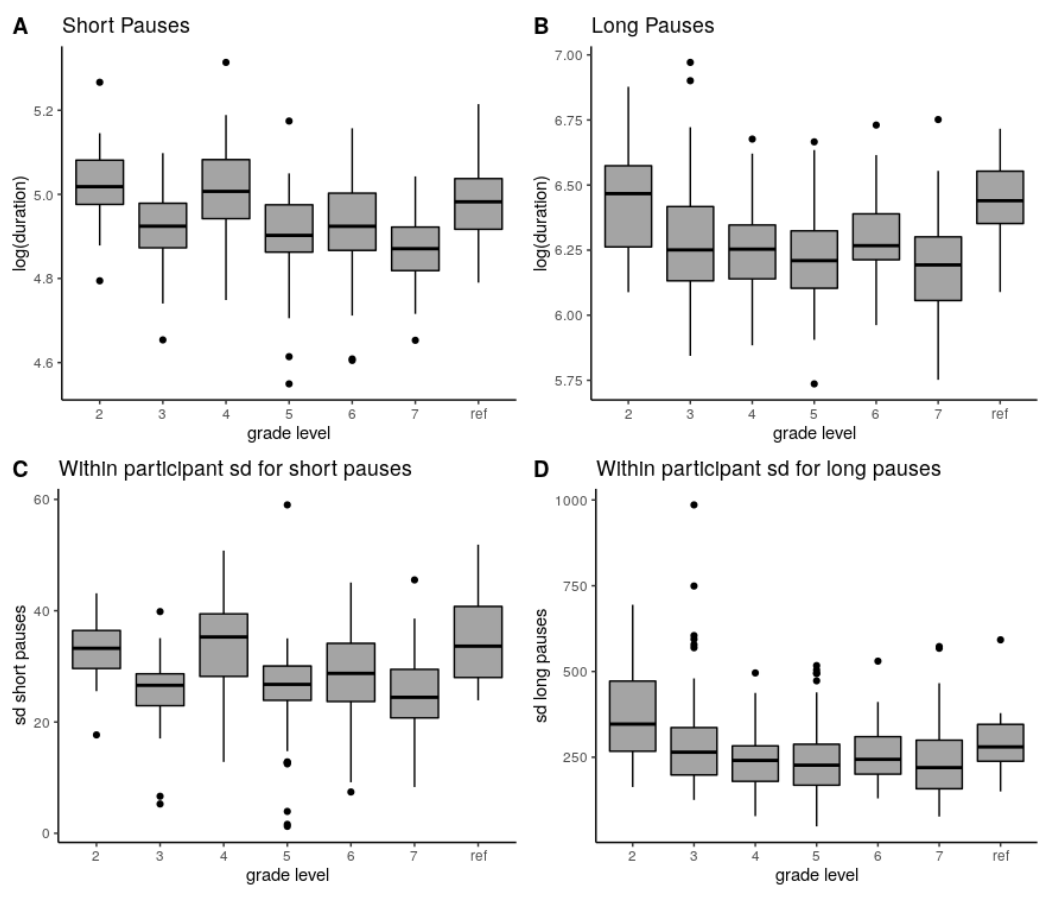 A Short Pauses
log(duration)
5.2
5.0
4.8
4.6
2 3 4 5 6 7 ref
grade level
B Long Pauses
log(duration)
7.00
6.75
6.50
6.25
6.00
5.75
2 3 4 5 6 7 ref
grade level
C Within participant sd for short pauses
sd short pauses
60
40
20
0
2 3 4 5 6 7 ref
grade level
D Within participant sd for long pauses
sd long pauses
1000
750
500
250
2 3 4 5 6 7 ref
grade level